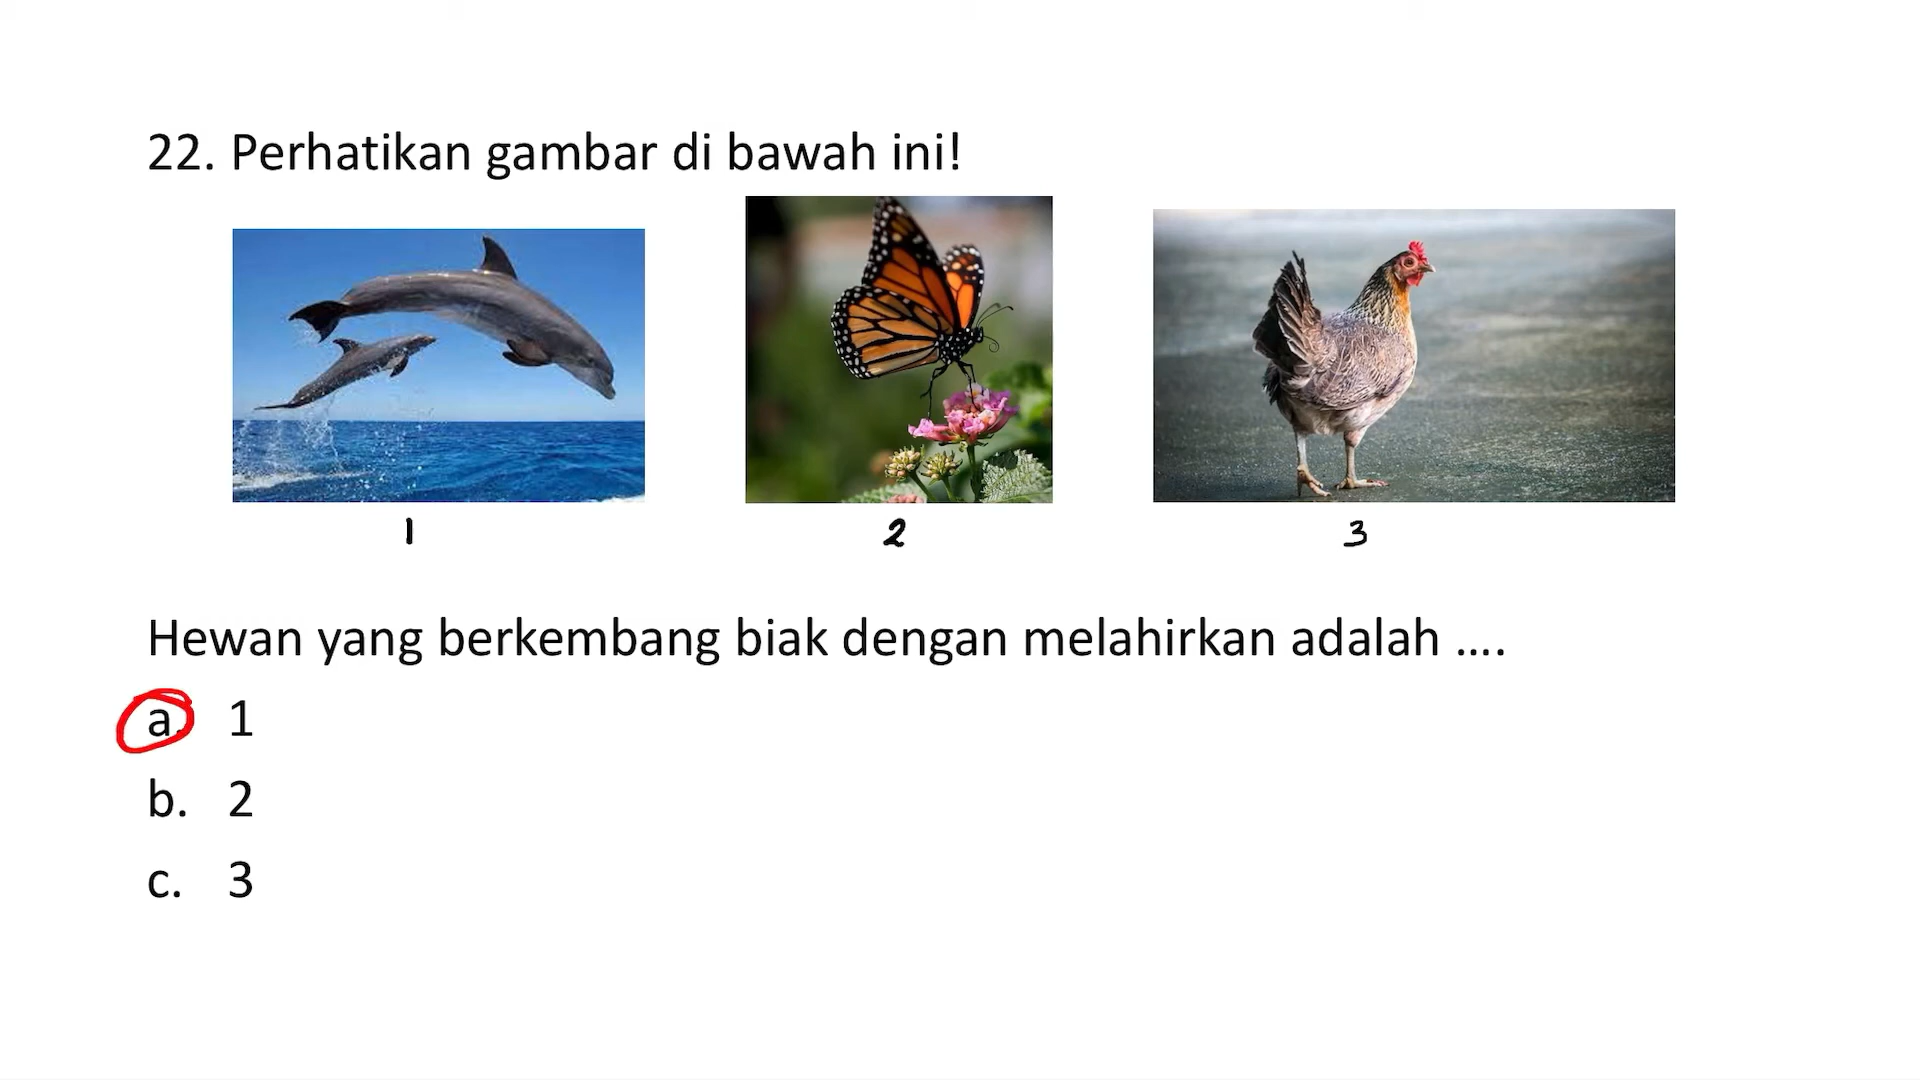 22. Perhatikan gambar di bawah ini!
1 2 3
Hewan yang berkembang biak dengan melahirkan adalah ....
a. 1
b. 2
c. 3